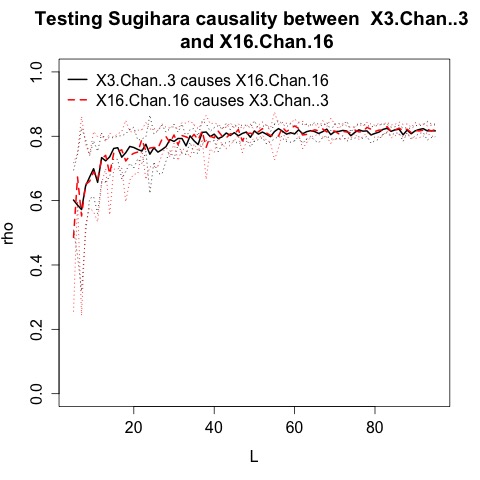 Testing Sugihara causality between  X3.Chan..3
and X16.Chan.16
X3.Chan..3 causes X16.Chan.16
X16.Chan.16 causes X3.Chan..3
rho
1.0
0.8
0.6
0.4
0.2
0.0
20
40
60
80
L